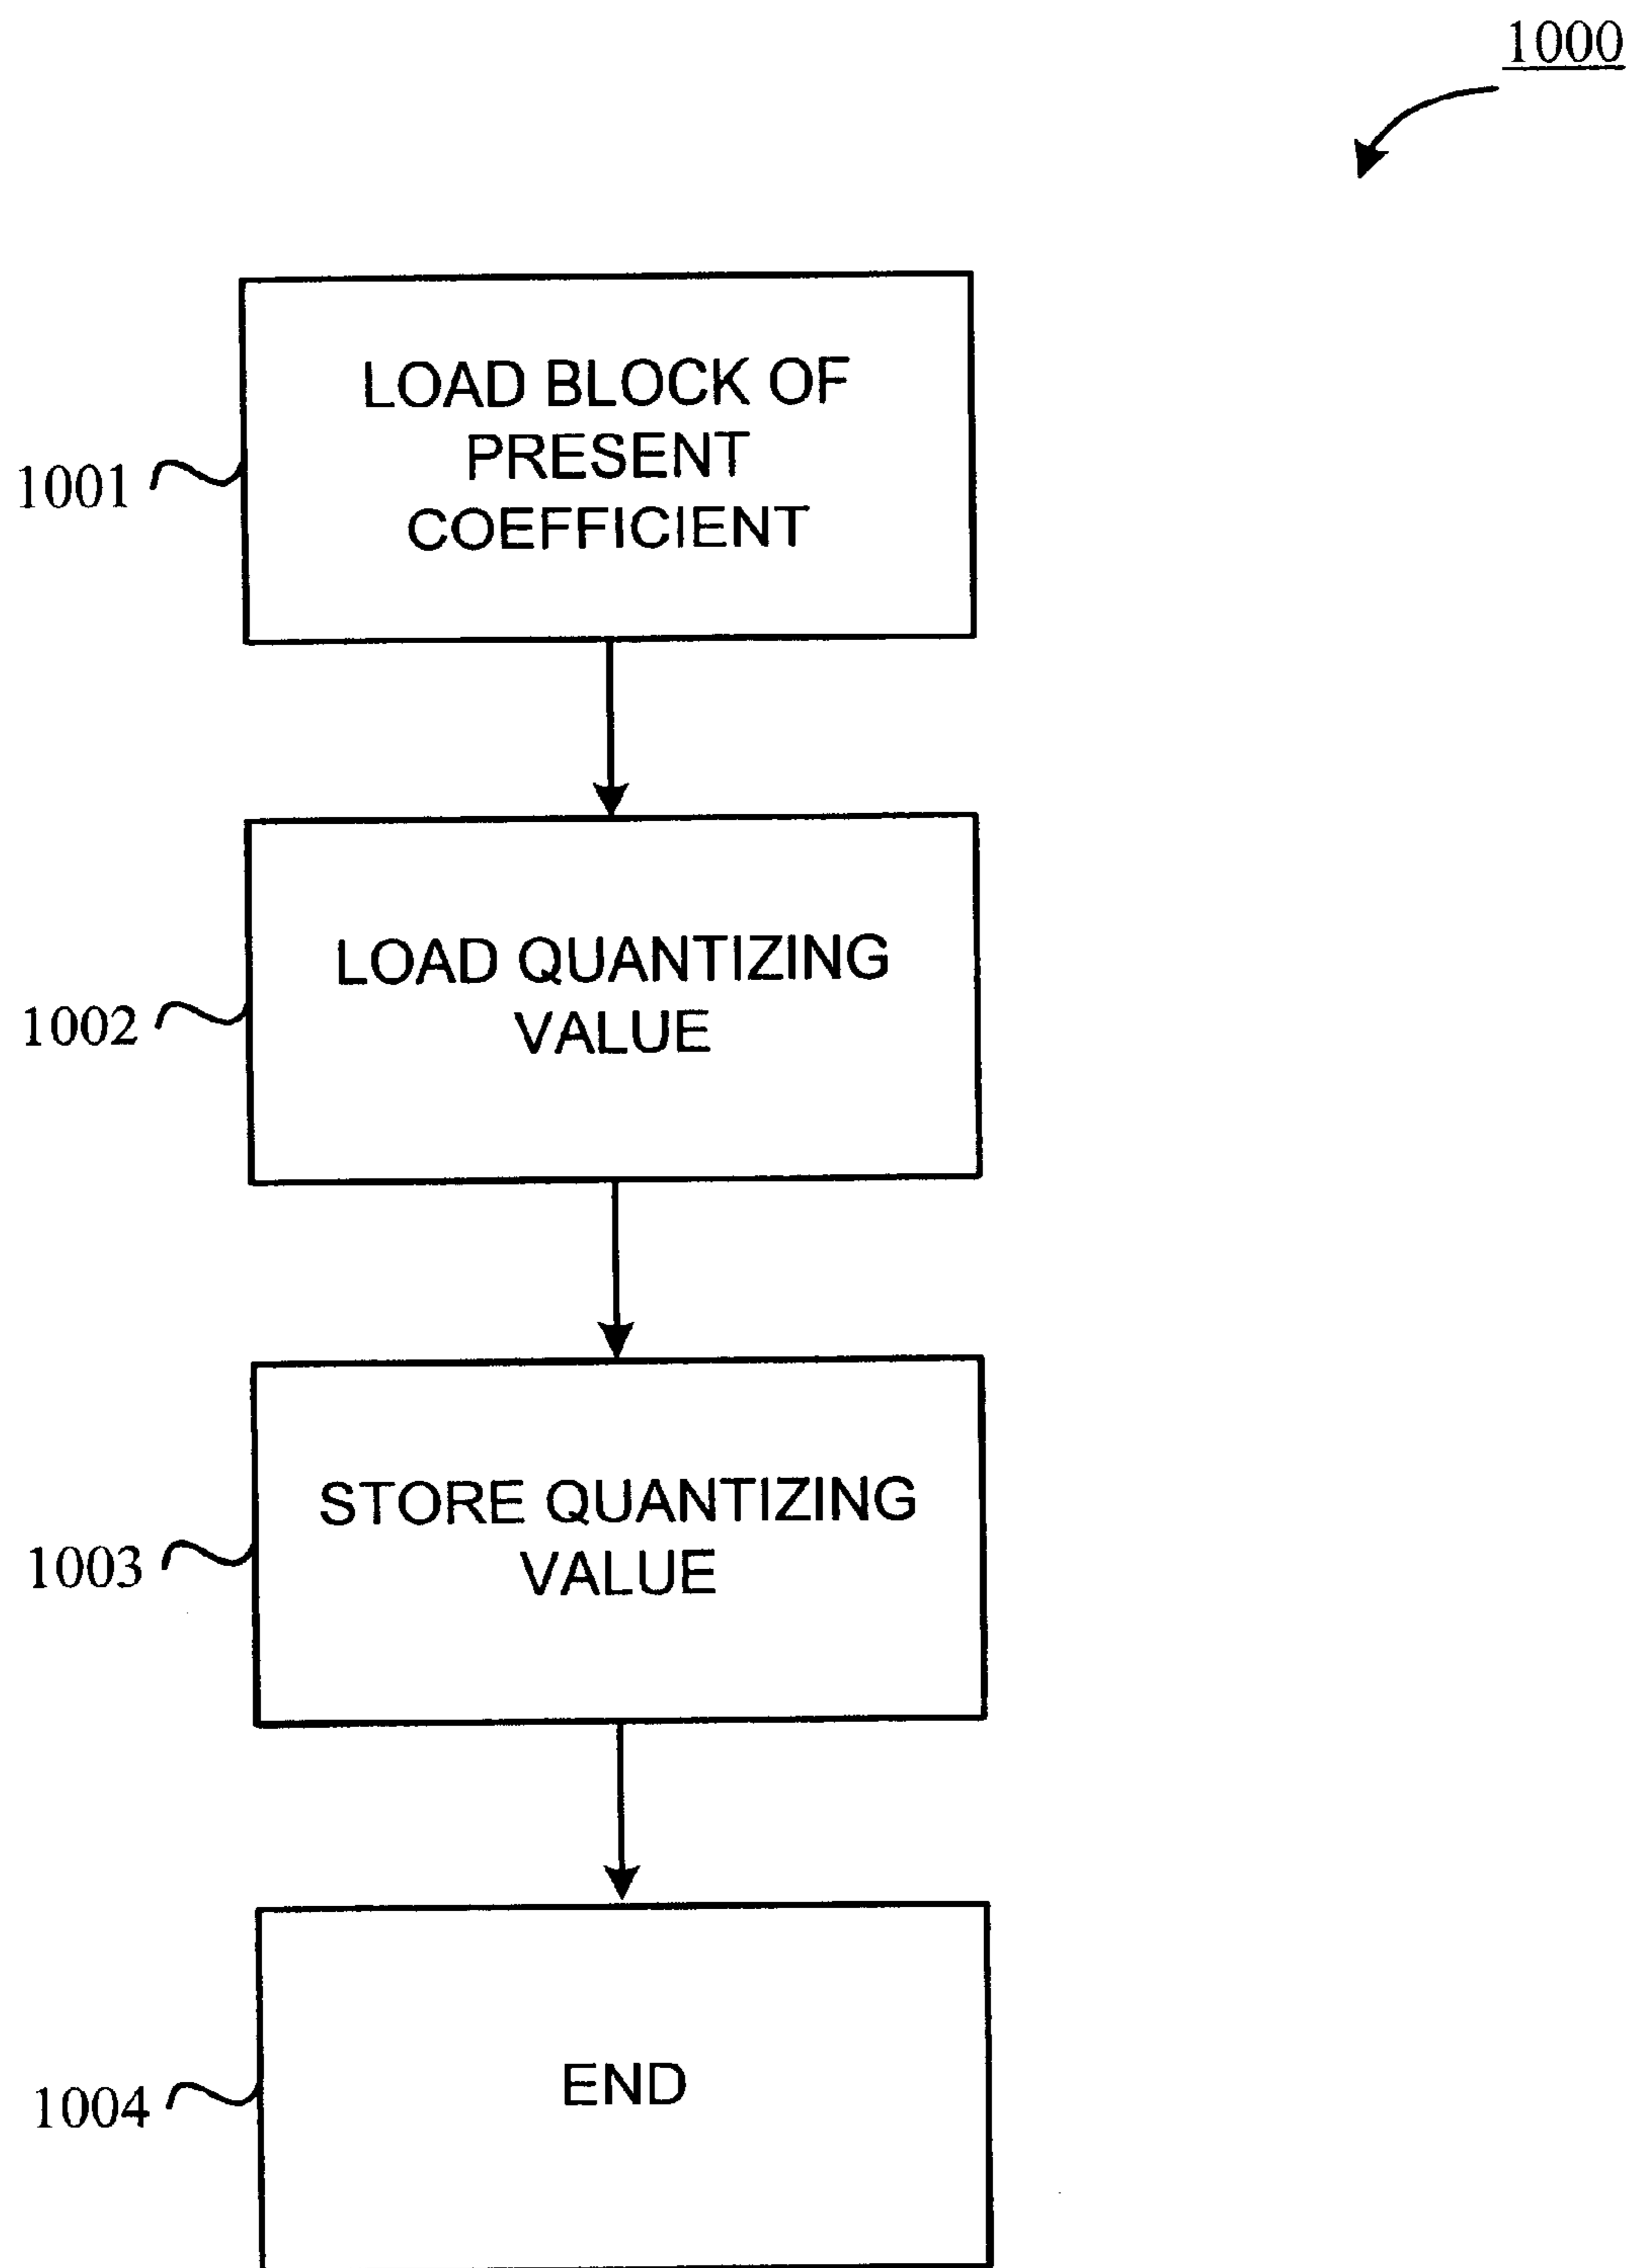 1000
LOAD BLOCK OF
PRESENT
COEFFICIENT
1001
LOAD QUANTIZING
VALUE
1002
STORE QUANTIZING
VALUE
1003
END
1004